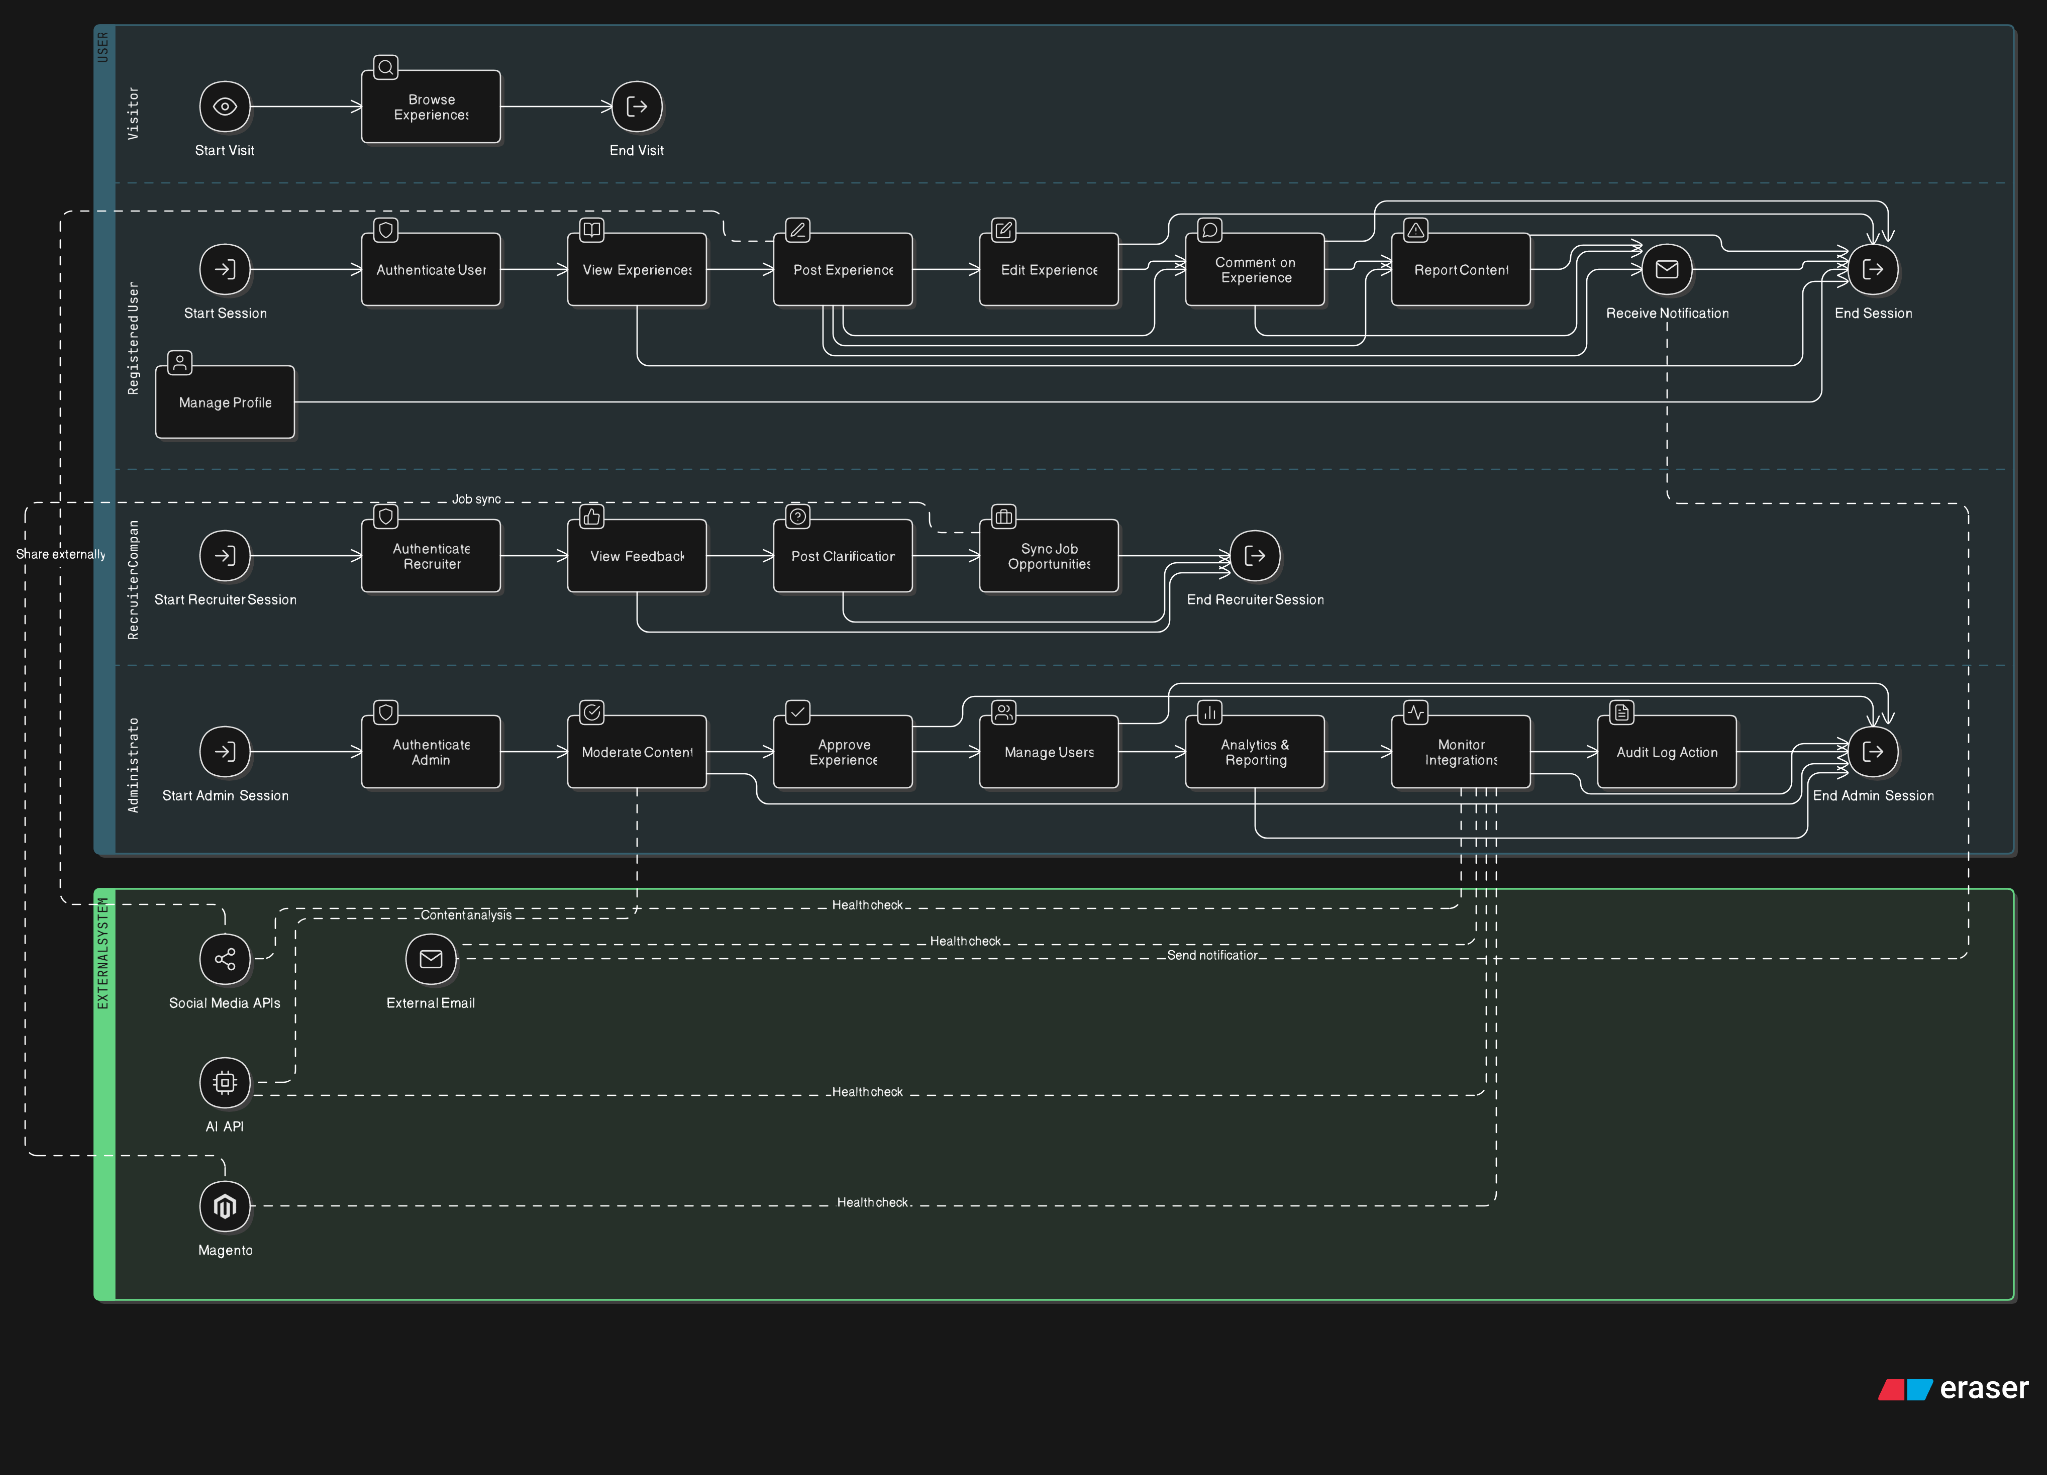 USER
Visitor
Browse
Experiences
Start Visit
End Visit
Registered User
Authenticate User
View Experiences
Post Experience
Edit Experience
Comment on
Experience
Report Content
Start Session
Receive Notification
End Session
Manage Profile
Job sync
RecruiterCompan
Share externally
Authenticate
Recruiter
View Feedback
Post Clarification
Sync Job
Opportunities
Start Recruiter Session
End Recruiter Session
Administrato
Authenticate
Admin
Moderate Content
Approve
Experience
Manage Users
Analytics &
Reporting
Monitor
Integrations
Audit Log Action
Start Admin Session
End Admin Session
EXTERNALSYSTEM
Health check
Content analysis
Health check
Send notification
Social Media APIs
External Email
Health check
AI API
Health check
Magento
eraser